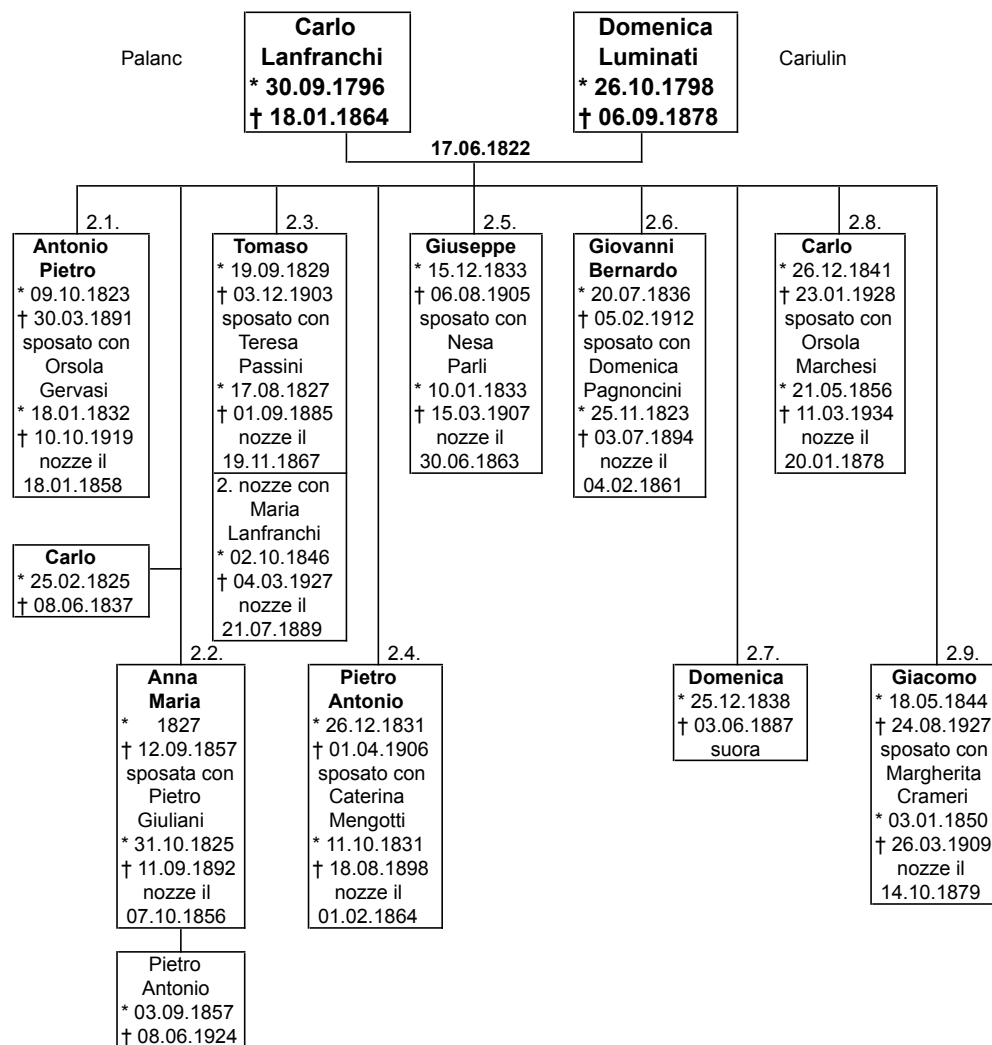 Palanc
Carlo
Lanfranchi
* 30.09.1796
† 18.01.1864
Domenica
Luminati
* 26.10.1798
† 06.09.1878
Cariulin
17.06.1822
2.1.
Antonio
Pietro
* 09.10.1823
† 30.03.1891
sposato con
Orsola
Gervasi
* 18.01.1832
† 10.10.1919
nozze il
18.01.1858
2.3.
Tomaso
* 19.09.1829
† 03.12.1903
sposato con
Teresa
Passini
* 17.08.1827
† 01.09.1885
nozze il
19.11.1867
2. nozze con
Maria
Lanfranchi
* 02.10.1846
† 04.03.1927
nozze il
21.07.1889
2.5.
Giuseppe
* 15.12.1833
† 06.08.1905
sposato con
Nesa
Parli
* 10.01.1833
† 15.03.1907
nozze il
30.06.1863
2.6.
Giovanni
Bernardo
* 20.07.1836
† 05.02.1912
sposato con
Domenica
Pagnoncini
* 25.11.1823
† 03.07.1894
nozze il
04.02.1861
2.8.
Carlo
* 26.12.1841
† 23.01.1928
sposato con
Orsola
Marchesi
* 21.05.1856
† 11.03.1934
nozze il
20.01.1878
Carlo
* 25.02.1825
† 08.06.1837
2.2.
Anna
Maria
* 1827
† 12.09.1857
sposata con
Pietro
Giuliani
* 31.10.1825
† 11.09.1892
nozze il
07.10.1856
2.4.
Pietro
Antonio
* 26.12.1831
† 01.04.1906
sposato con
Caterina
Mengotti
* 11.10.1831
† 18.08.1898
nozze il
01.02.1864
2.7.
Domenica
* 25.12.1838
† 03.06.1887
suora
2.9.
Giacomo
* 18.05.1844
† 24.08.1927
sposato con
Margherita
Crameri
* 03.01.1850
† 26.03.1909
nozze il
14.10.1879
Pietro
Antonio
* 03.09.1857
† 08.06.1924